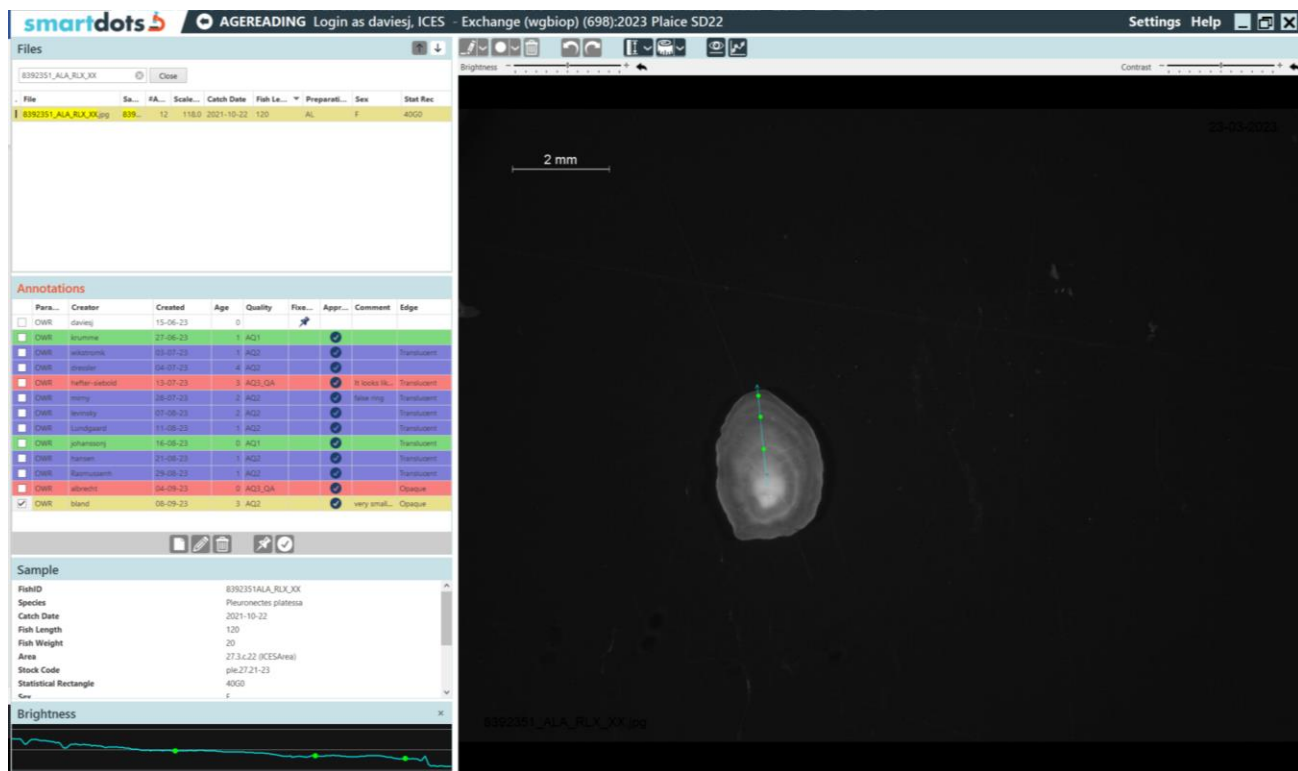 smartdots AGEREADING Login as daviesj, ICES - Exchange (wgbiop) (698):2023 Plaice SD22 Settings Help
Files
8392351_ALA_RLX_XX Close
File Sa... #A... Scale... Catch Date Fish Le... Preparati... Sex Stat Rec
8392351_ALA_RLX_XX.jpg 839... 12 118.0 2021-10-22 120 AL F 40G0
Annotations
Para... Creator Created Age Quality Fixe... Appr... Comment Edge
OWR daviesj 15-06-23 0
OWR krumme 27-06-23 1 AQ1
OWR wikstromk 03-07-23 1 AQ2 Translucent
OWR dressler 04-07-23 4 AQ2
OWR helfter-siebold 13-07-23 3 AQ3_QA It looks lik... Translucent
OWR mirny 28-07-23 2 AQ2 false ring Translucent
OWR levinsky 07-08-23 2 AQ2 Translucent
OWR Lundgaard 11-08-23 1 AQ2 Translucent
OWR johanssonj 16-08-23 0 AQ1 Translucent
OWR hansen 21-08-23 1 AQ2 Translucent
OWR Rasmussenh 29-08-23 1 AQ2 Translucent
OWR albrecht 04-09-23 0 AQ3_QA Opaque
OWR bland 08-09-23 3 AQ2 very small... Opaque
Sample
FishID 8392351ALA_RLX_XX
Species Pleuronectes platessa
Catch Date 2021-10-22
Fish Length 120
Fish Weight 20
Area 27.3.c.22 (ICESArea)
Stock Code ple.27.21-23
Statistical Rectangle 40G0
Sex F
Brightness
Brightness - +
Contrast - +
23-03-2023
2 mm
8392351_ALA_RLX_XX.jpg